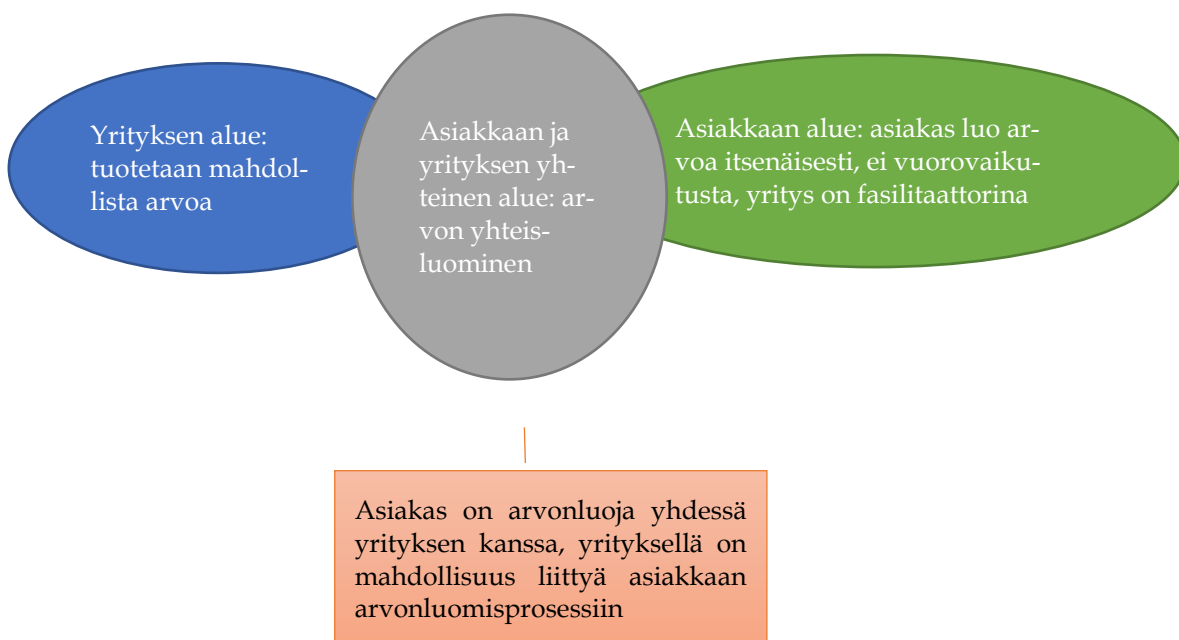 Yrityksen alue:
tuotetaan mahdol-
lista arvoa
Asiakkaan ja
yrityksen yh-
teinen alue: ar-
von yhteis-
luominen
Asiakkaan alue: asiakas luo ar-
voa itsenäisesti, ei vuorovaiku-
tusta, yritys on fasilitaattorina
Asiakas on arvonluoja yhdessä
yrityksen kanssa, yrityksellä on
mahdollisuus liittyä asiakkaan
arvonluomisprosessiin